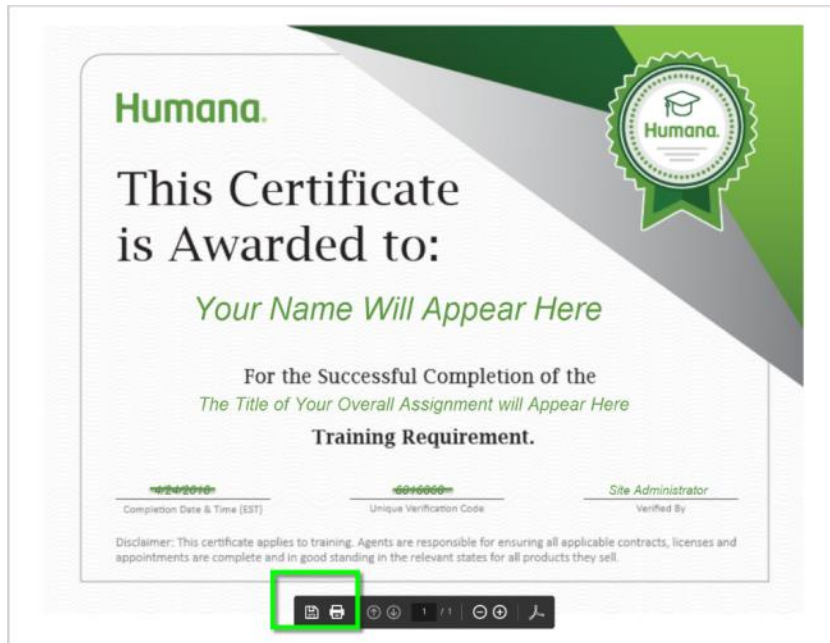 Humana.
Humana.
This Certificate
is Awarded to:
Your Name Will Appear Here
For the Successful Completion of the
The Title of Your Overall Assignment will Appear Here
Training Requirement.
4/24/2018 Site Administrator
Completion Date & Time (EST) Unique Verification Code Verified By
Disclaimer: This certificate applies to training. Agents are responsible for ensuring all applicable contracts, licenses and
appointments are complete and in good standing in the relevant states for all products they sell.
1 / 1